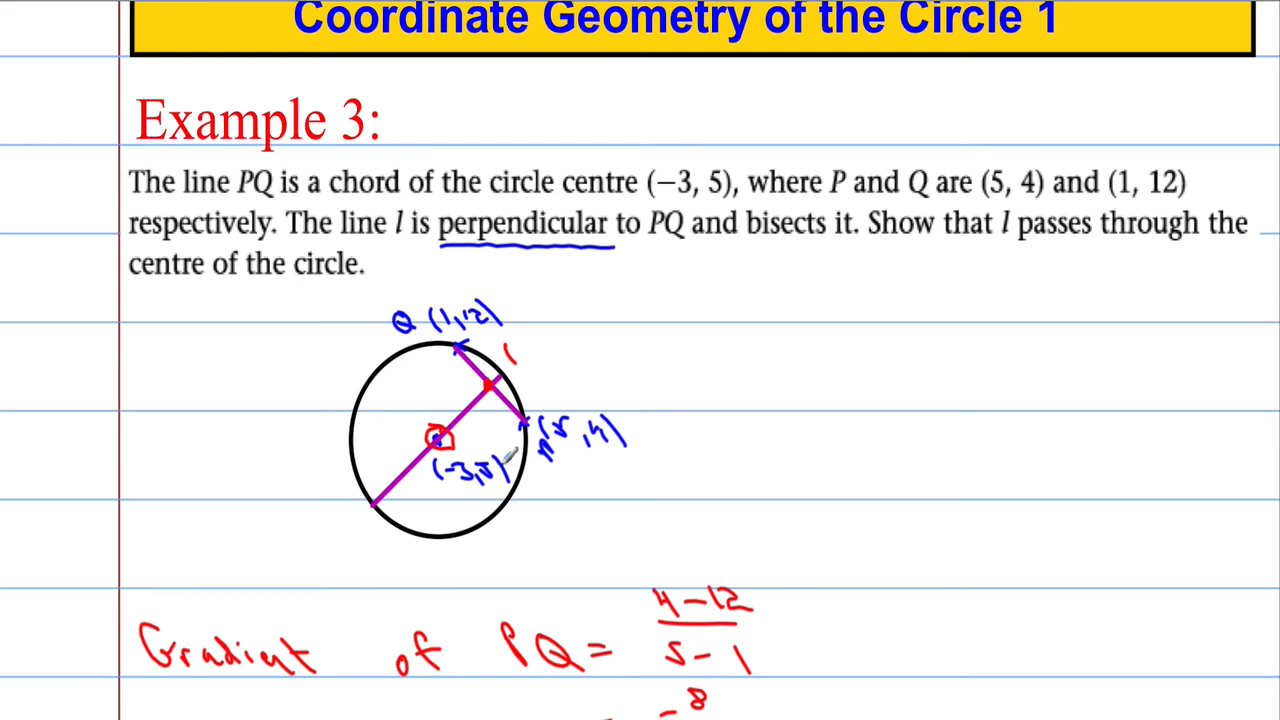 Coordinate Geometry of the Circle 1
Example 3:
The line PQ is a chord of the circle centre (−3, 5), where P and Q are (5, 4) and (1, 12)
respectively. The line l is perpendicular to PQ and bisects it. Show that l passes through the
centre of the circle.
Q (1,12)
l
P(5,4)
(-3,5)
Gradient of PQ = 4-12
5-1
= -8